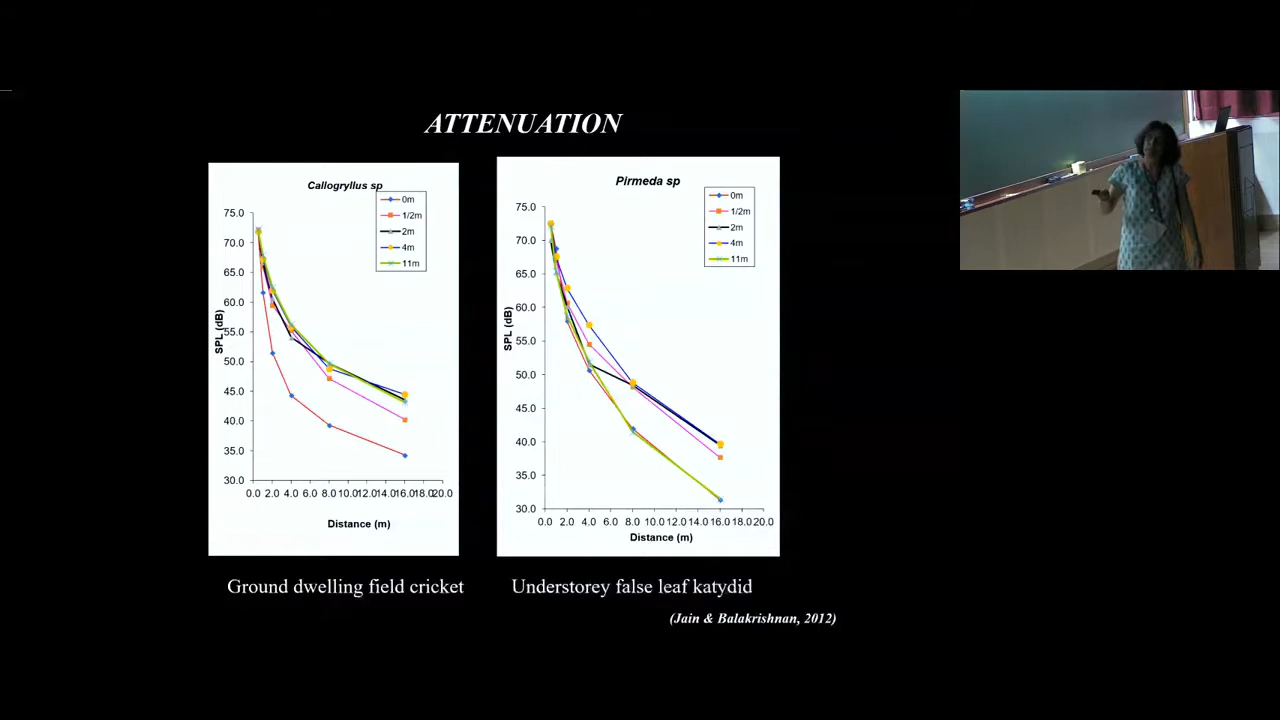 ATTENUATION
Callogryllus sp
0m
1/2m
2m
4m
11m
75.0
70.0
65.0
60.0
55.0
50.0
45.0
40.0
35.0
30.0
SPL (dB)
0.0 2.0 4.0 6.0 8.0 10.0 12.0 14.0 16.0 18.0 20.0
Distance (m)
Ground dwelling field cricket
Pirmeda sp
0m
1/2m
2m
4m
11m
75.0
70.0
65.0
60.0
55.0
50.0
45.0
40.0
35.0
30.0
SPL (dB)
0.0 2.0 4.0 6.0 8.0 10.0 12.0 14.0 16.0 18.0 20.0
Distance (m)
Understorey false leaf katydid
(Jain & Balakrishnan, 2012)